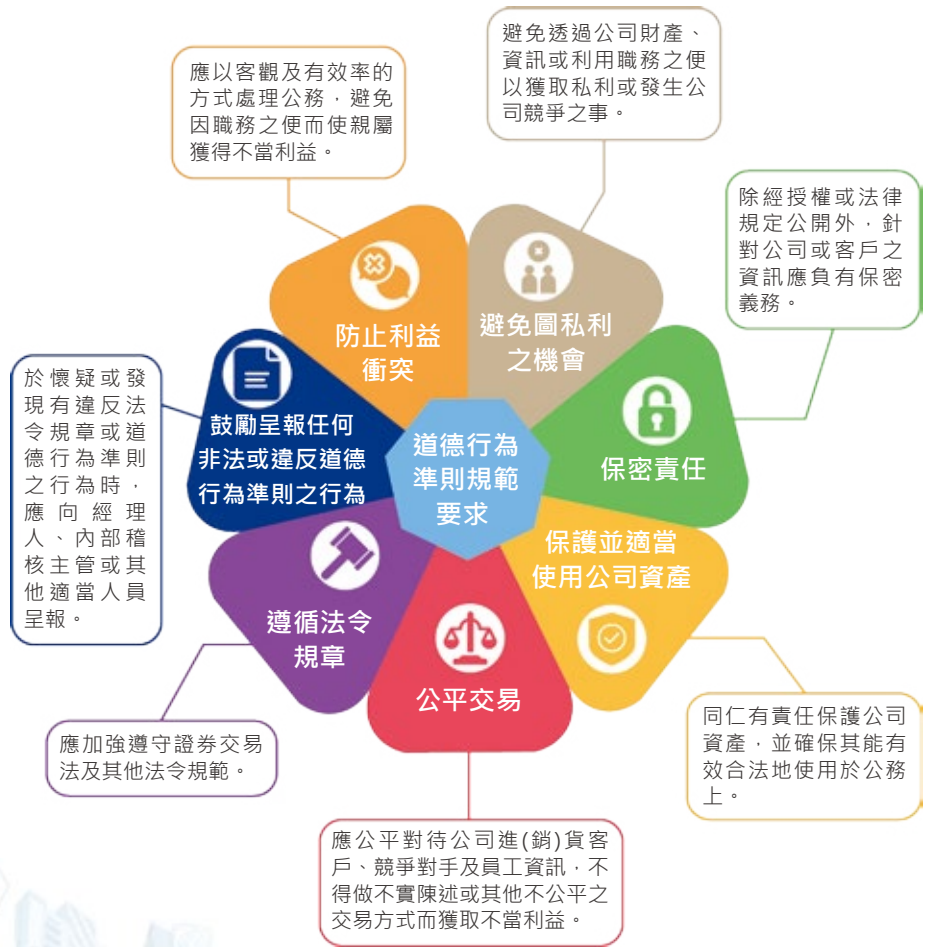 避免透過公司財產、
資訊或利用職務之便
以獲取私利或發生公
司競爭之事。
應以客觀及有效率的
方式處理公務，避免
因職務之便而使親屬
獲得不當利益。
除經授權或法律
規定公開外，針
對公司或客戶之
資訊應負有保密
義務。
防止利益
衝突
避免圖私利
之機會
於懷疑或發
現有違反法
令規章或道
德行為準則
之行為時，
應向經理
人、內部稽
核主管或其
他適當人員
呈報。
鼓勵呈報任何
非法或違反道德
行為準則之行為
道德行為
準則規範
要求
保密責任
保護並適當
使用公司資產
遵循法令
規章
公平交易
應加強遵守證券交易
法及其他法令規範。
同仁有責任保護公司
資產，並確保其能有
效合法地使用於公務
上。
應公平對待公司進(銷)貨客
戶、競爭對手及員工資訊，不
得做不實陳述或其他不公平之
交易方式而獲取不當利益。